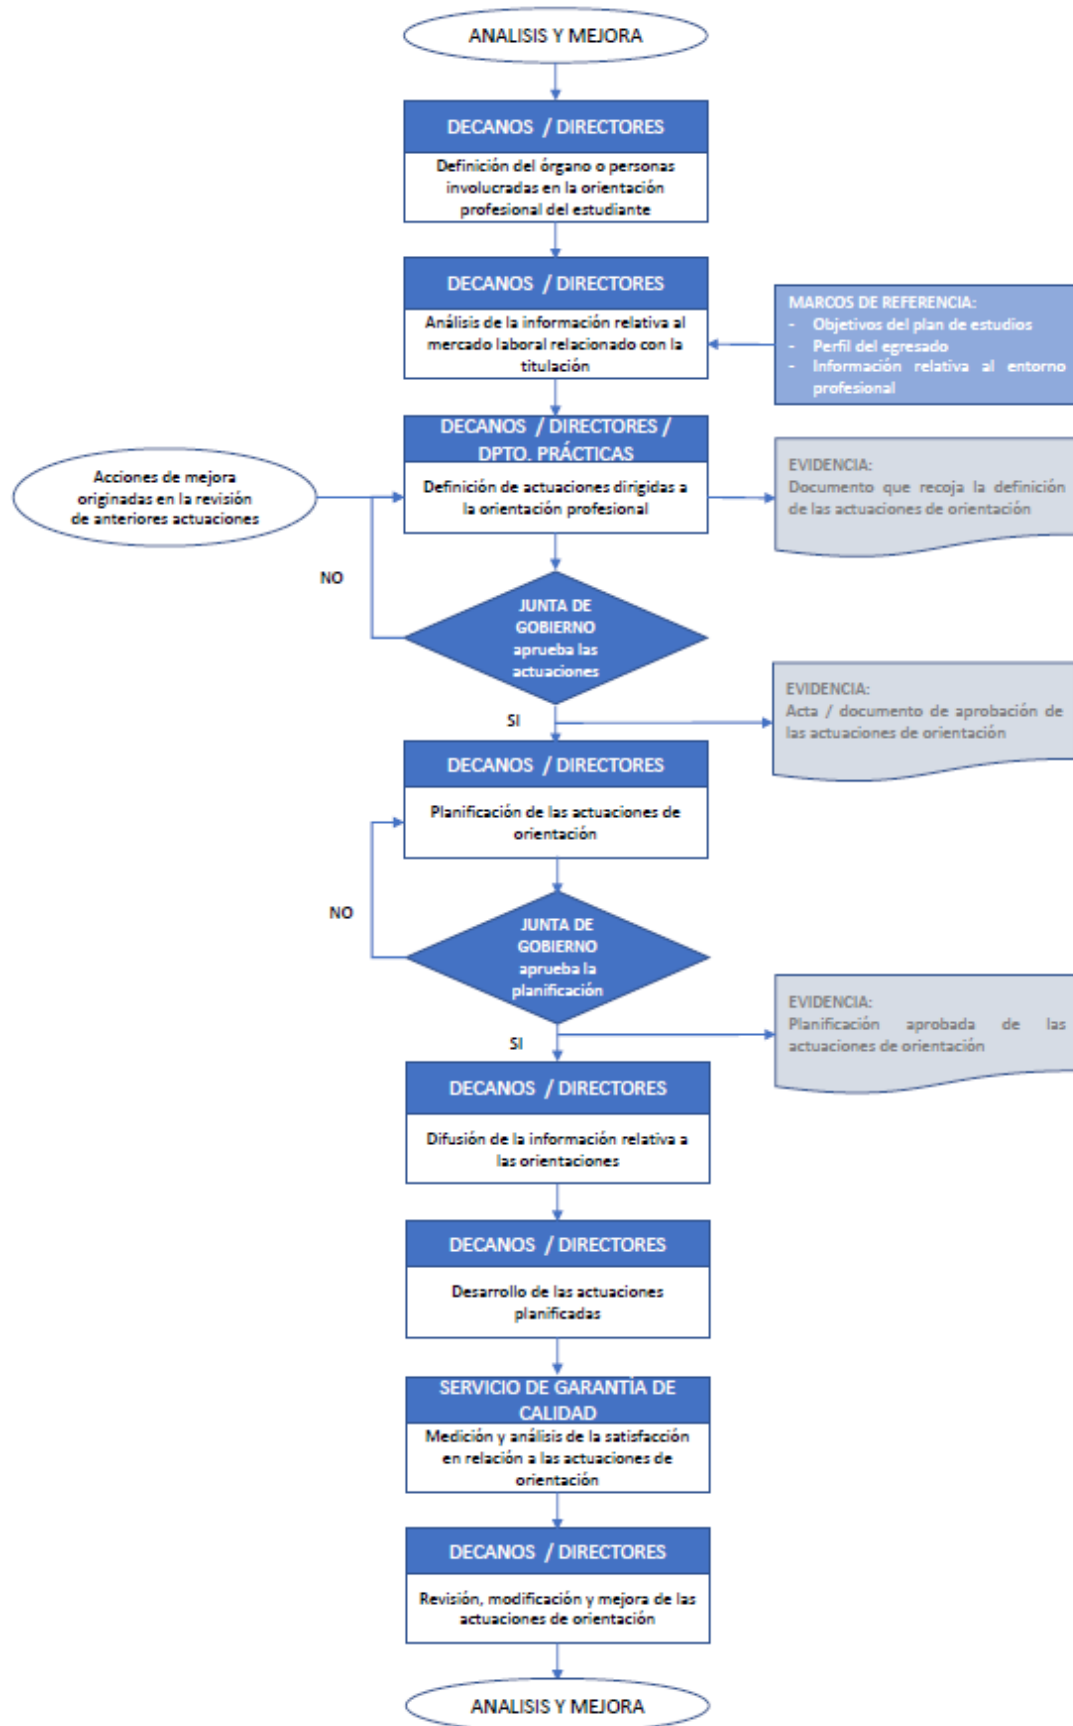 ANALISIS Y MEJORA
DECANOS / DIRECTORES
Definición del órgano o personas
involucradas en la orientación
profesional del estudiante
DECANOS / DIRECTORES
Análisis de la información relativa al
mercado laboral relacionado con la
titulación
MARCOS DE REFERENCIA:
- Objetivos del plan de estudios
- Perfil del egresado
- Información relativa al entorno
profesional
DECANOS / DIRECTORES /
DPTO. PRÁCTICAS
Definición de actuaciones dirigidas a
la orientación profesional
Acciones de mejora
originadas en la revisión
de anteriores actuaciones
EVIDENCIA:
Documento que recoja la definición
de las actuaciones de orientación
NO
JUNTA DE
GOBIERNO
aprueba las
actuaciones
SI
EVIDENCIA:
Acta / documento de aprobación de
las actuaciones de orientación
DECANOS / DIRECTORES
Planificación de las actuaciones de
orientación
NO
JUNTA DE
GOBIERNO
aprueba la
planificación
SI
EVIDENCIA:
Planificación aprobada de las
actuaciones de orientación
DECANOS / DIRECTORES
Difusión de la información relativa a
las orientaciones
DECANOS / DIRECTORES
Desarrollo de las actuaciones
planificadas
SERVICIO DE GARANTÍA DE
CALIDAD
Medición y análisis de la satisfacción
en relación a las actuaciones de
orientación
DECANOS / DIRECTORES
Revisión, modificación y mejora de las
actuaciones de orientación
ANALISIS Y MEJORA